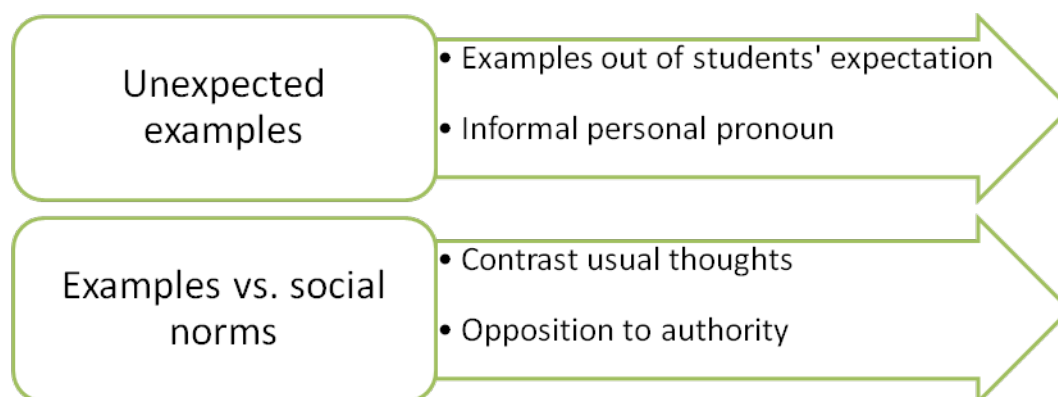 Unexpected
examples
• Examples out of students' expectation
• Informal personal pronoun
Examples vs. social
norms
• Contrast usual thoughts
• Opposition to authority